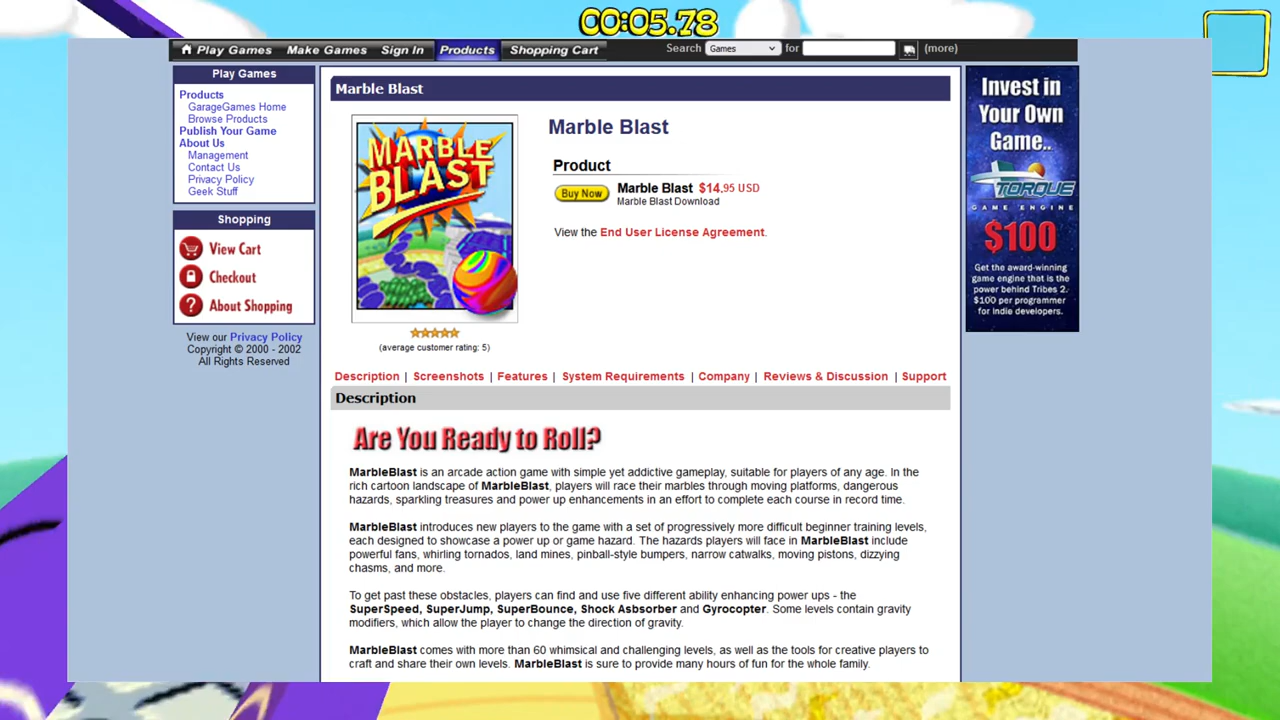 00:05.78
Play Games Make Games Sign In Products Shopping Cart Search Games for (more)
Play Games
Products
GarageGames Home
Browse Products
Publish Your Game
About Us
Management
Contact Us
Privacy Policy
Geek Stuff
Shopping
View Cart
Checkout
? About Shopping
View our Privacy Policy
Copyright © 2000 - 2002
All Rights Reserved
Marble Blast
MARBLE
BLAST
(average customer rating: 5)
Marble Blast
Product
Buy Now Marble Blast $14.95 USD
Marble Blast Download
View the End User License Agreement.
Description | Screenshots | Features | System Requirements | Company | Reviews & Discussion | Support
Description
Are You Ready to Roll?
MarbleBlast is an arcade action game with simple yet addictive gameplay, suitable for players of any age. In the
rich cartoon landscape of MarbleBlast, players will race their marbles through moving platforms, dangerous
hazards, sparkling treasures and power up enhancements in an effort to complete each course in record time.
MarbleBlast introduces new players to the game with a set of progressively more difficult beginner training levels,
each designed to showcase a power up or game hazard. The hazards players will face in MarbleBlast include
powerful fans, whirling tornados, land mines, pinball-style bumpers, narrow catwalks, moving pistons, dizzying
chasms, and more.
To get past these obstacles, players can find and use five different ability enhancing power ups - the
SuperSpeed, SuperJump, SuperBounce, Shock Asbsorber and Gyrocopter. Some levels contain gravity
modifiers, which allow the player to change the direction of gravity.
MarbleBlast comes with more than 60 whimsical and challenging levels, as well as the tools for creative players to
craft and share their own levels. MarbleBlast is sure to provide many hours of fun for the whole family.
Invest in
Your Own
Game..
TORQUE
GAME ENGINE
$100
Get the award-winning
game engine that is the
power behind Tribes 2.
$100 per programmer
for Indie developers.